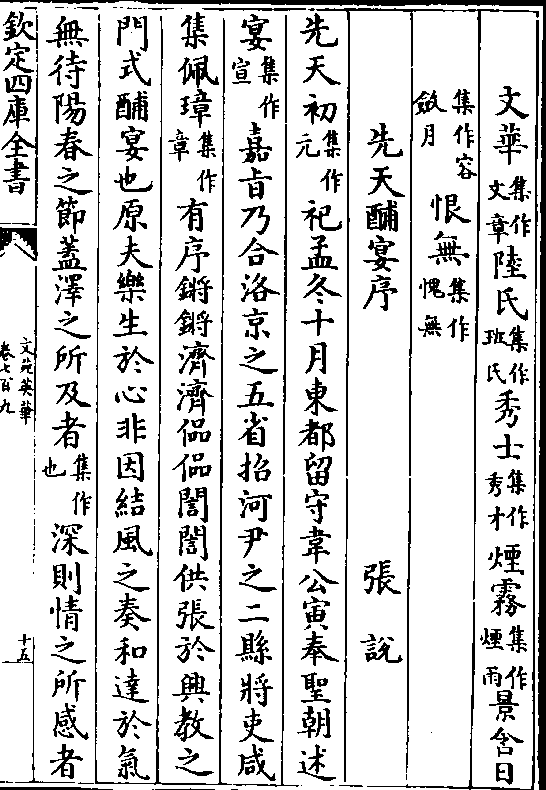 文華集作文章陸氏集作班氏秀士集作秀才煙霧集作煙雨景含日
集作容歛月恨無集作愧無
先天酺宴序
張說
先天初集作元祀孟冬十月東都留守韋公寅奉聖朝述
宴集作宣嘉㫖乃合洛京之五省招河尹之二縣將吏咸
集佩璋集作章有序鏘鏘濟濟偘偘誾誾供張於興教之
門式酺宴也原夫樂生於心非因結風之奏和達於氣
無待陽春之節蓋澤之所及者集作也深則情之所感者
欽定四庫全書
文苑英華
卷七百九
十五